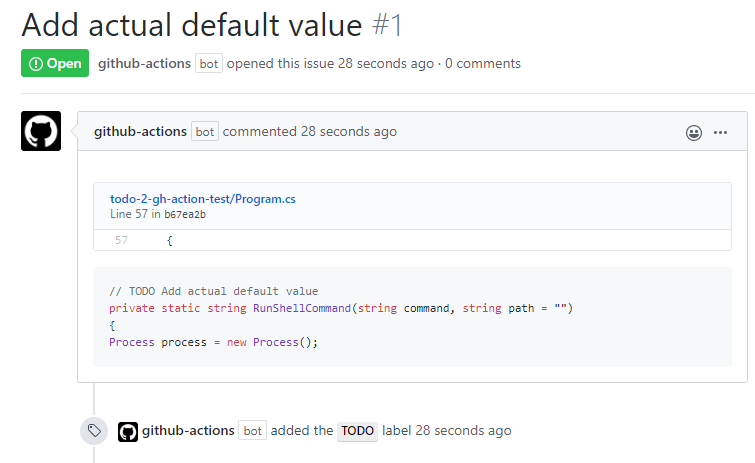 Add actual default value #1
Open github-actions bot opened this issue 28 seconds ago · 0 comments
github-actions bot commented 28 seconds ago
todo-2-gh-action-test/Program.cs
Line 57 in b67ea2b
57 {
// TODO Add actual default value
private static string RunShellCommand(string command, string path = "")
{
Process process = new Process();
github-actions bot added the TODO label 28 seconds ago